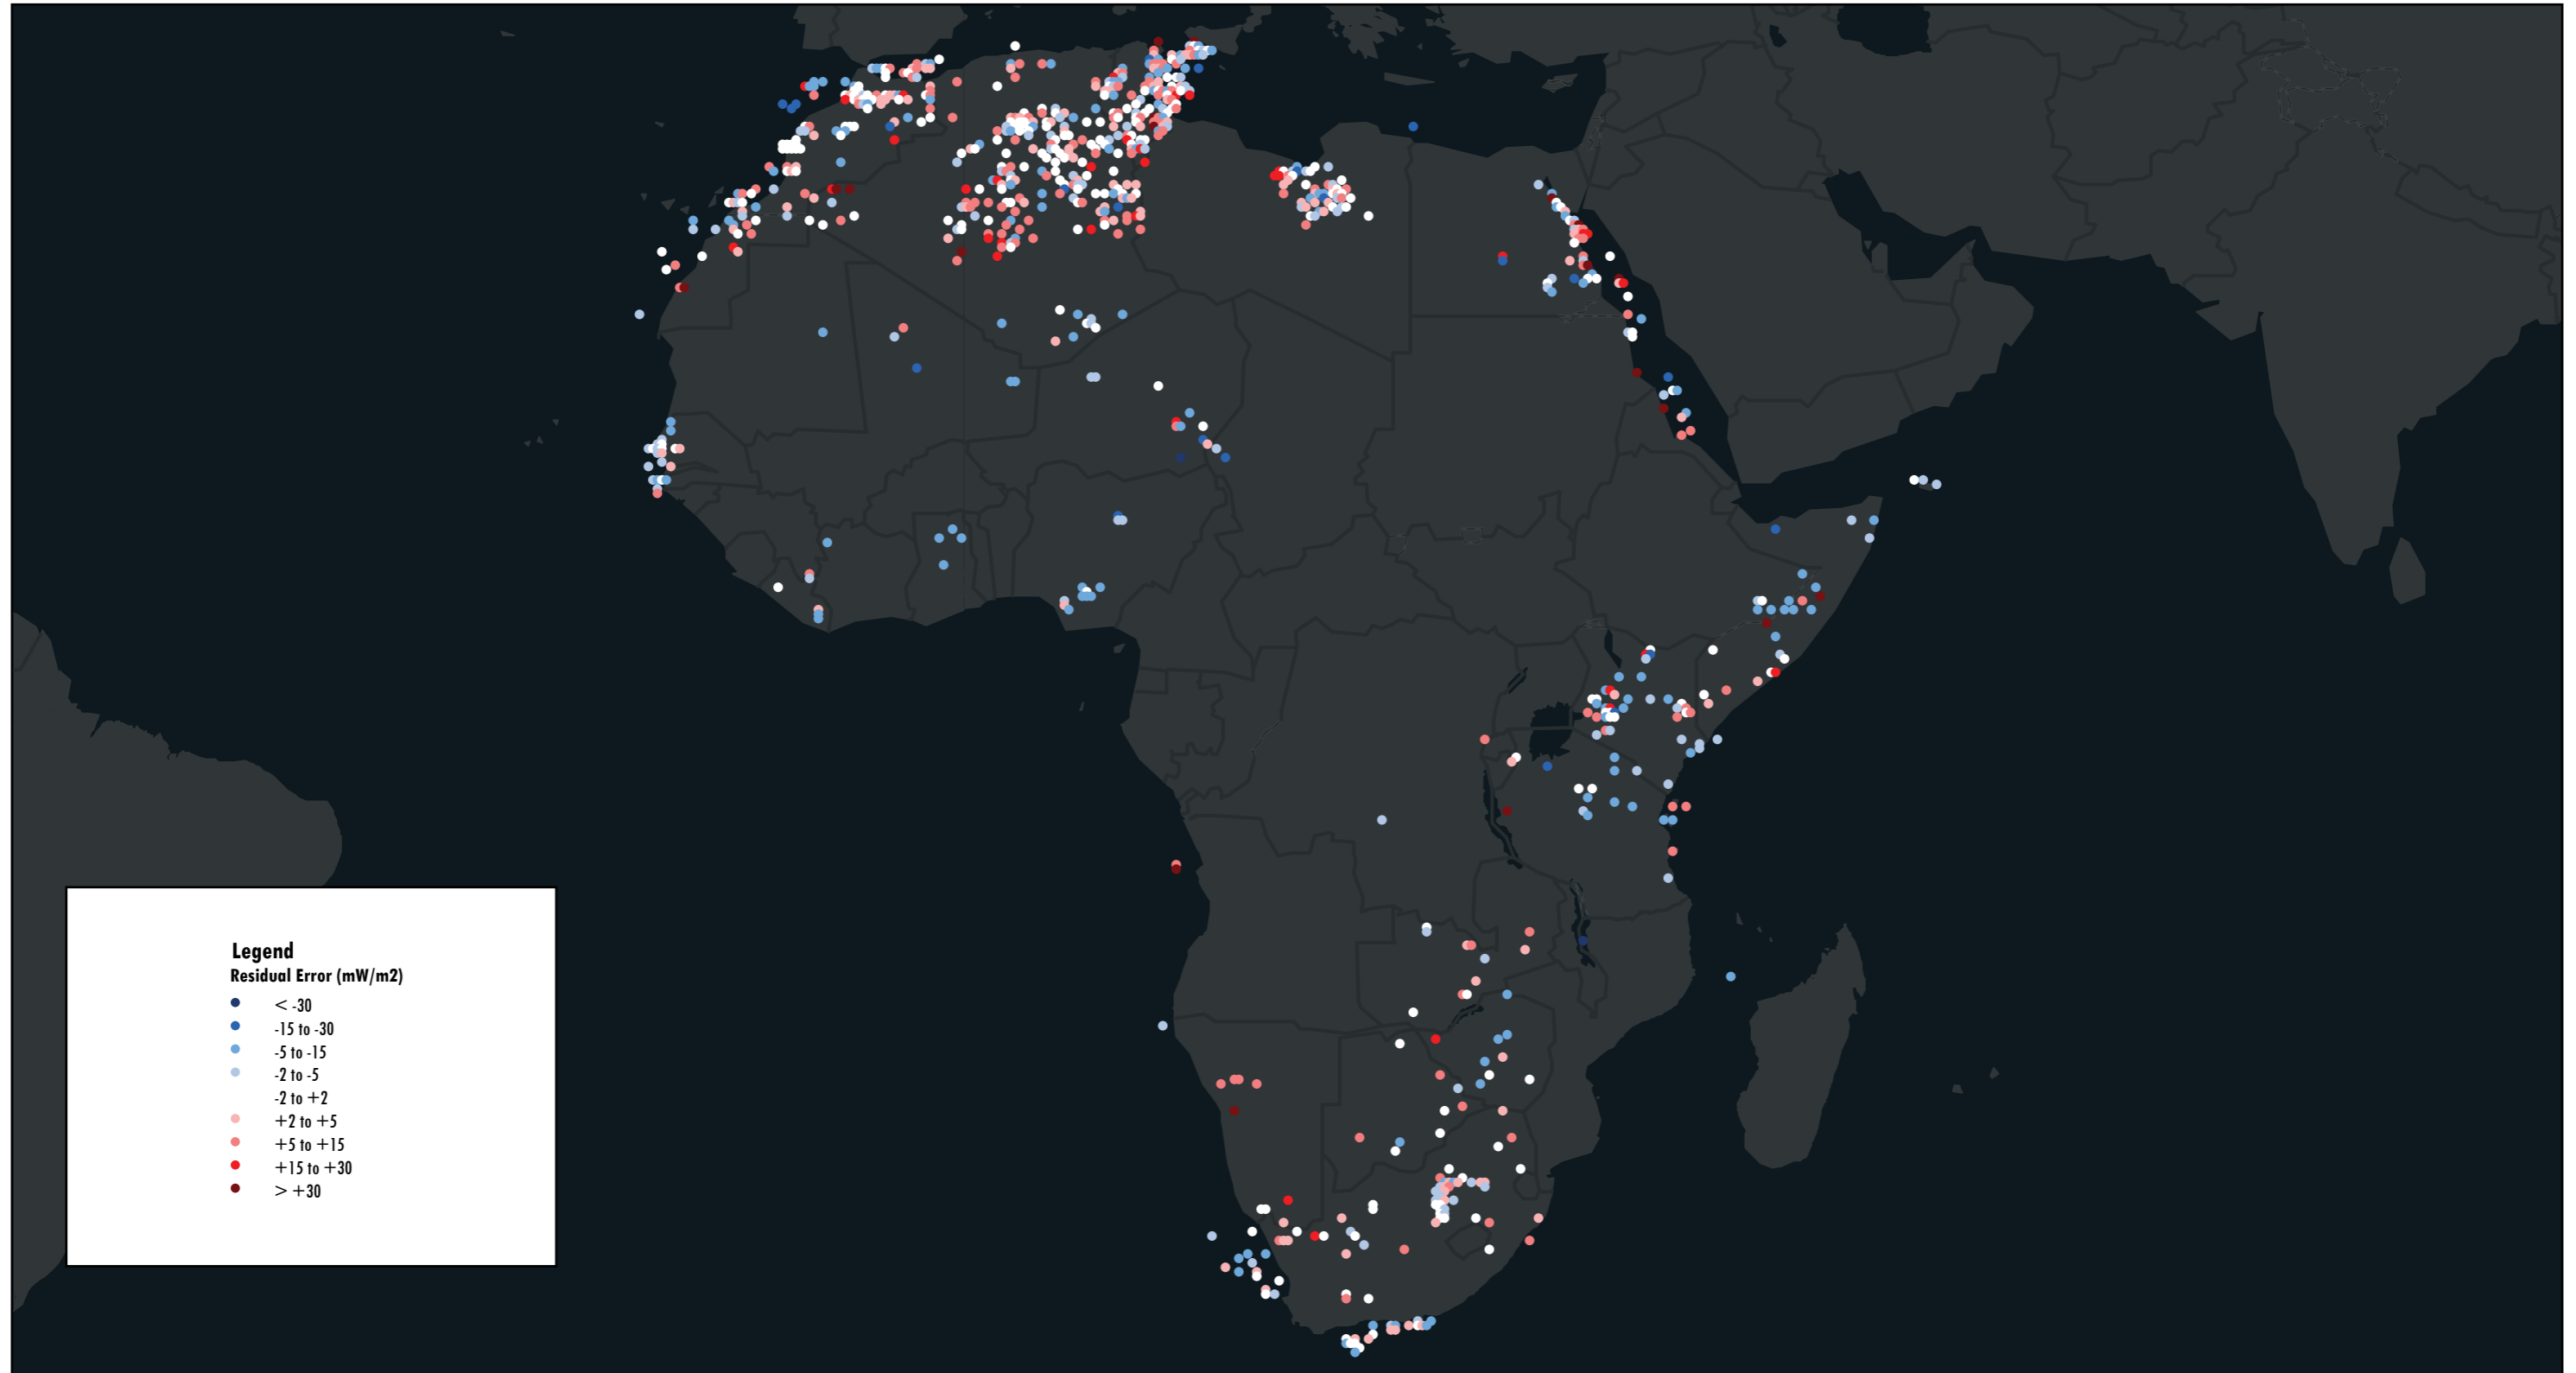 Legend
Residual Error (mW/m2)
< -30
-15 to -30
-5 to -15
-2 to -5
-2 to +2
+2 to +5
+5 to +15
+15 to +30
> +30